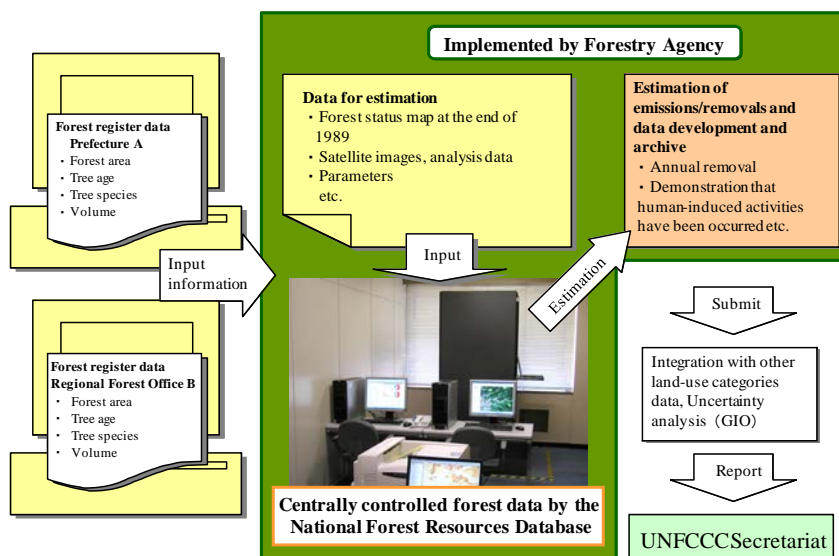 Implemented by Forestry Agency
Forest register data
Prefecture A
・ Forest area
・ Tree age
・ Tree species
・ Volume
Input
information
Forest register data
Regional Forest Office B
・ Forest area
・ Tree age
・ Tree species
・ Volume
Data for estimation
・ Forest status map at the end of
1989
・ Satellite images, analysis data
・ Parameters
etc.
Input
Estimation
Centrally controlled forest data by the
National Forest Resources Database
Estimation of
emissions/removals and
data development and
archive
・ Annual removal
・ Demonstration that
human-induced activities
have been occurred etc.
Submit
Integration with other
land-use categories
data, Uncertainty
analysis（GIO）
Report
UNFCCCSecretariat